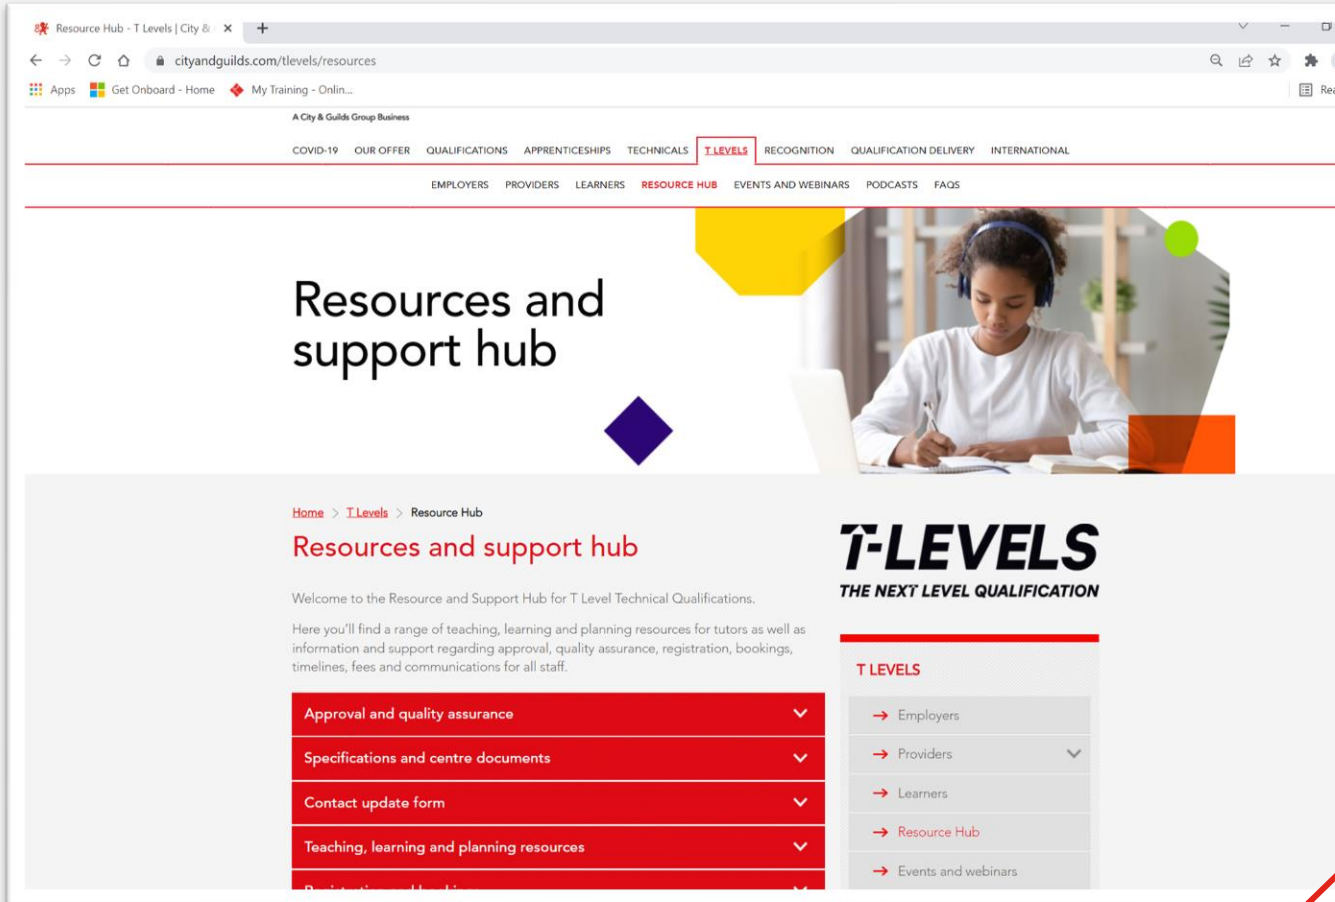 Resource Hub - T Levels | City &
cityandguilds.com/tlevels/resources
Apps Get Onboard - Home My Training - Onlin...
A City & Guilds Group Business
COVID-19 OUR OFFER QUALIFICATIONS APPRENTICESHIPS TECHNICALS T LEVELS RECOGNITION QUALIFICATION DELIVERY INTERNATIONAL
EMPLOYERS PROVIDERS LEARNERS RESOURCE HUB EVENTS AND WEBINARS PODCASTS FAQS
Resources and
support hub
Home > T Levels > Resource Hub
Resources and support hub
Welcome to the Resource and Support Hub for T Level Technical Qualifications.
Here you'll find a range of teaching, learning and planning resources for tutors as well as
information and support regarding approval, quality assurance, registration, bookings,
timelines, fees and communications for all staff.
Approval and quality assurance
Specifications and centre documents
Contact update form
Teaching, learning and planning resources
T-LEVELS
THE NEXT LEVEL QUALIFICATION
T LEVELS
Employers
Providers
Learners
Resource Hub
Events and webinars